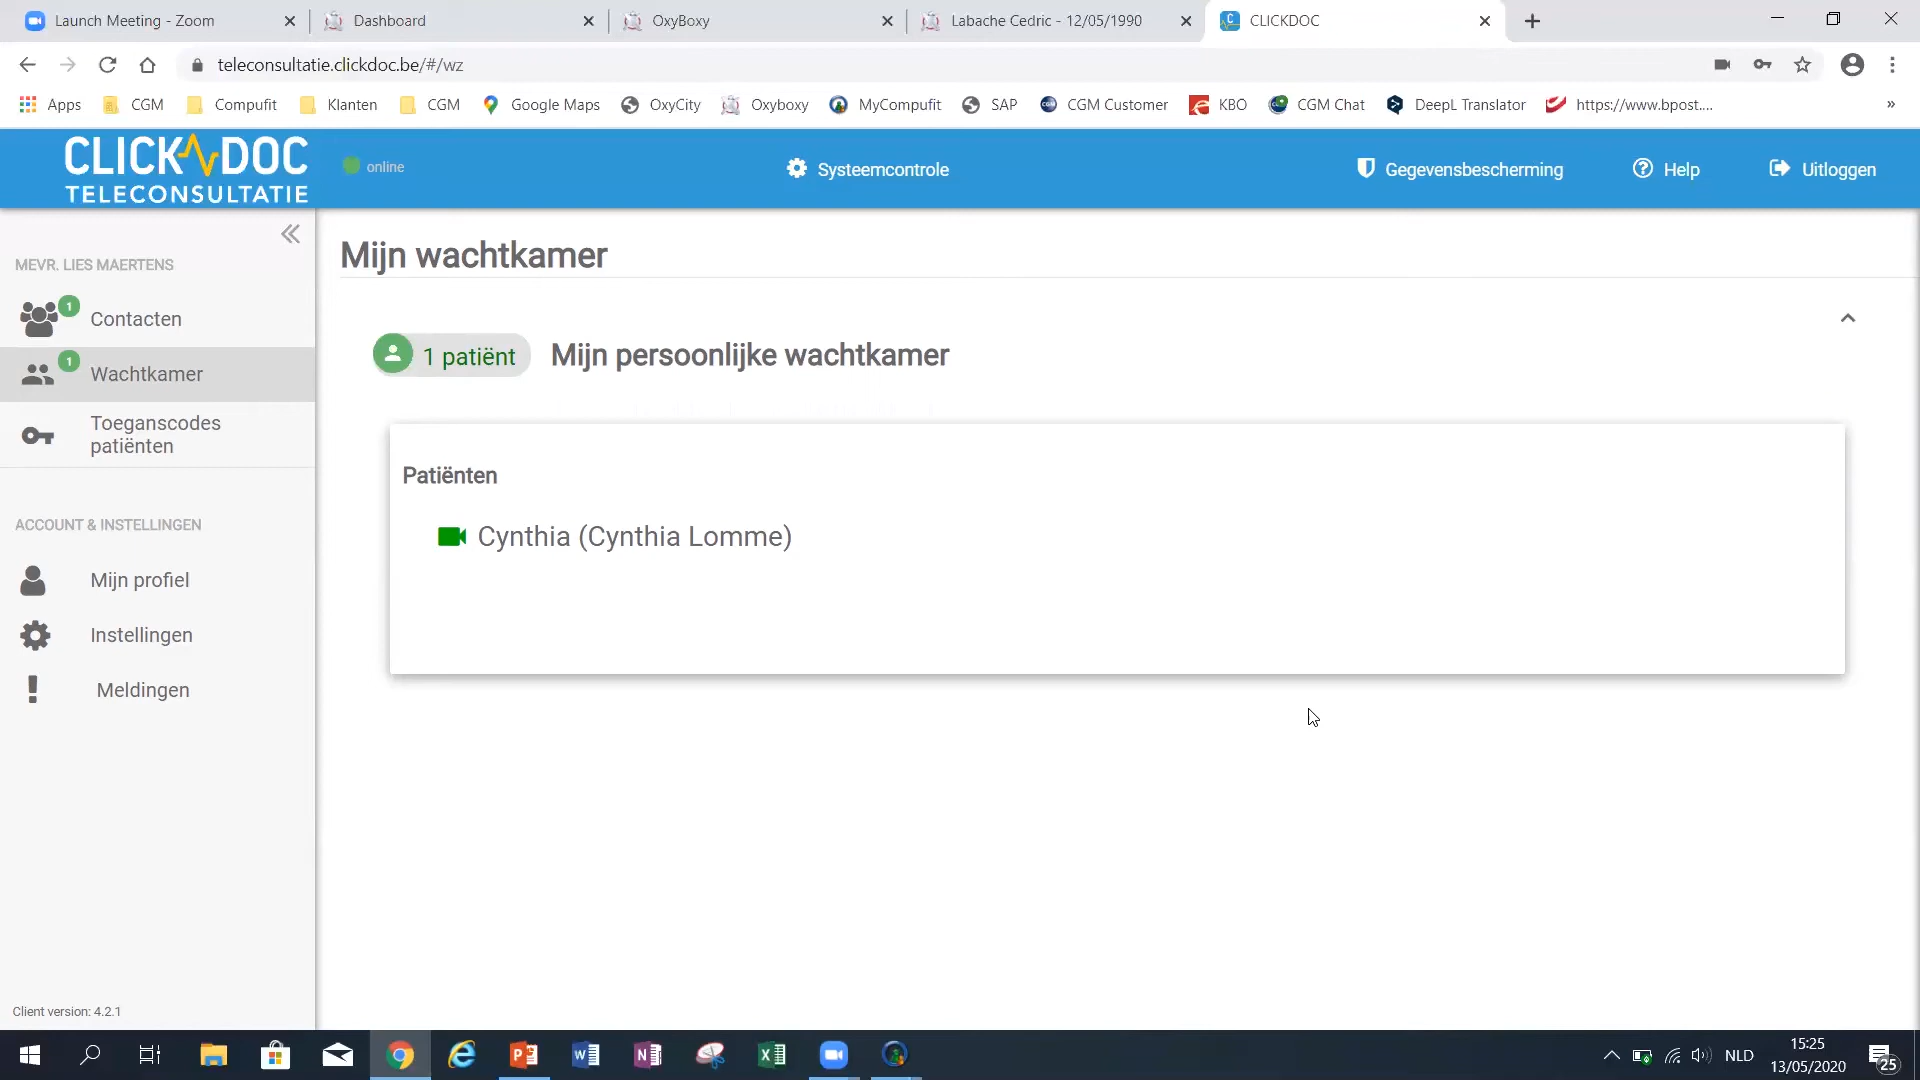 Launch Meeting - Zoom
Dashboard
OxyBoxy
Labache Cedric - 12/05/1990
CLICKDOC
teleconsultatie.clickdoc.be/#/wz
Apps
CGM
Compufit
Klanten
CGM
Google Maps
OxyCity
Oxyboxy
MyCompufit
SAP
CGM Customer
KBO
CGM Chat
DeepL Translator
https://www.bpost....
»
CLICK DOC
TELECONSULTATIE
online
Systeemcontrole
Gegevensbescherming
Help
Uitloggen
MEVR. LIES MAERTENS
1
Contacten
1
Wachtkamer
Toeganscodes
patiënten
ACCOUNT & INSTELLINGEN
Mijn profiel
Instellingen
Meldingen
Client version: 4.2.1
Mijn wachtkamer
1 patiënt
Mijn persoonlijke wachtkamer
Patiënten
Cynthia (Cynthia Lomme)
NLD
15:25
13/05/2020
25